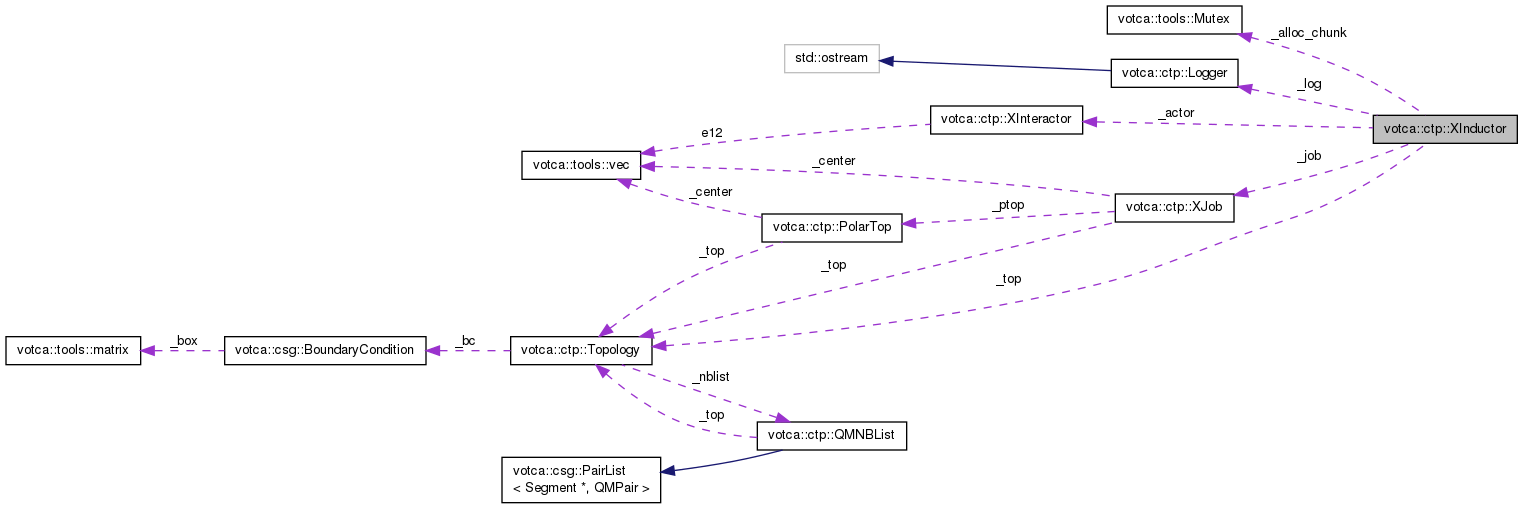 votca::tools::Mutex
_alloc_chunk
std::ostream
votca::ctp::Logger
_log
votca::ctp::XInteractor
_actor
votca::ctp::XInductor
e12
votca::tools::vec
_center
_job
_center
votca::ctp::XJob
_ptop
votca::ctp::PolarTop
_top
_top
_top
votca::tools::matrix
_box
votca::csg::BoundaryCondition
_bc
votca::ctp::Topology
_nblist
_top
votca::ctp::QMNBList
votca::csg::PairList
< Segment *, QMPair >